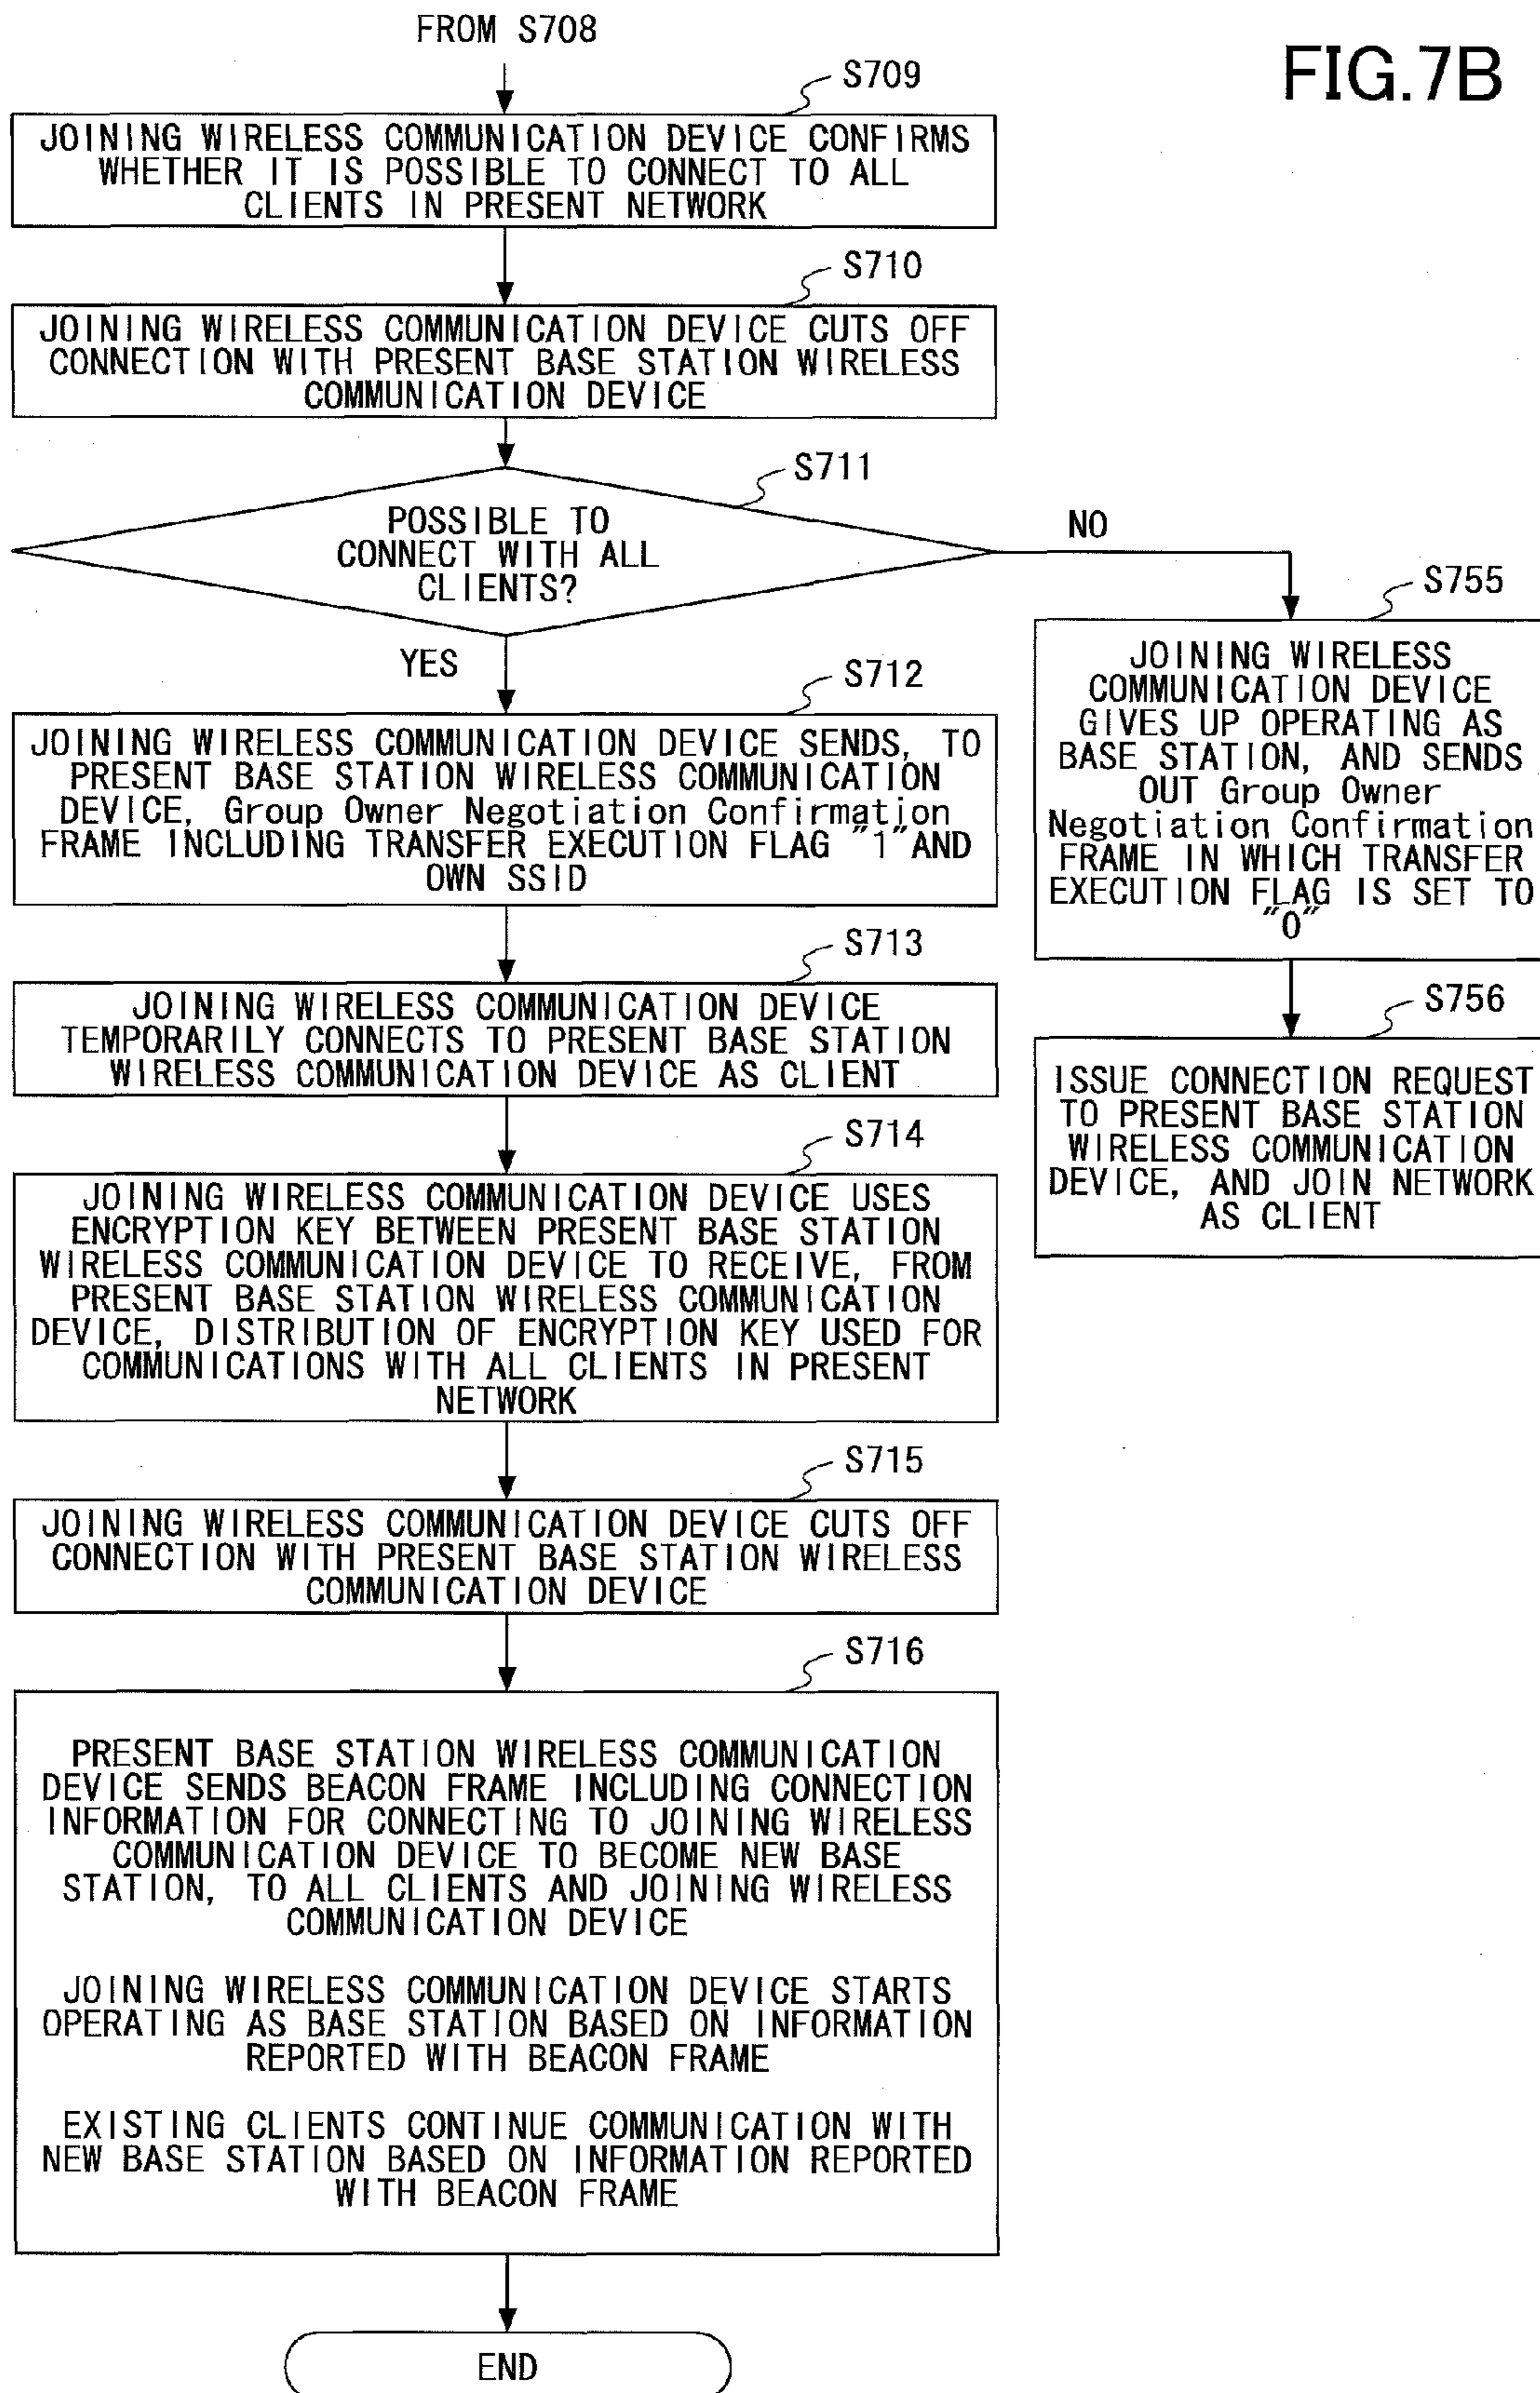 FROM S708
FIG.7B
S709
JOINING WIRELESS COMMUNICATION DEVICE CONFIRMS
WHETHER IT IS POSSIBLE TO CONNECT TO ALL
CLIENTS IN PRESENT NETWORK
S710
JOINING WIRELESS COMMUNICATION DEVICE CUTS OFF
CONNECTION WITH PRESENT BASE STATION WIRELESS
COMMUNICATION DEVICE
S711
POSSIBLE TO
CONNECT WITH ALL
CLIENTS?
NO
YES
S712
JOINING WIRELESS COMMUNICATION DEVICE SENDS, TO
PRESENT BASE STATION WIRELESS COMMUNICATION
DEVICE, Group Owner Negotiation Confirmation
FRAME INCLUDING TRANSFER EXECUTION FLAG "1"AND
OWN SSID
S713
JOINING WIRELESS COMMUNICATION DEVICE
TEMPORARILY CONNECTS TO PRESENT BASE STATION
WIRELESS COMMUNICATION DEVICE AS CLIENT
S714
JOINING WIRELESS COMMUNICATION DEVICE USES
ENCRYPTION KEY BETWEEN PRESENT BASE STATION
WIRELESS COMMUNICATION DEVICE TO RECEIVE, FROM
PRESENT BASE STATION WIRELESS COMMUNICATION
DEVICE, DISTRIBUTION OF ENCRYPTION KEY USED FOR
COMMUNICATIONS WITH ALL CLIENTS IN PRESENT
NETWORK
S715
JOINING WIRELESS COMMUNICATION DEVICE CUTS OFF
CONNECTION WITH PRESENT BASE STATION WIRELESS
COMMUNICATION DEVICE
S716
PRESENT BASE STATION WIRELESS COMMUNICATION
DEVICE SENDS BEACON FRAME INCLUDING CONNECTION
INFORMATION FOR CONNECTING TO JOINING WIRELESS
COMMUNICATION DEVICE TO BECOME NEW BASE
STATION, TO ALL CLIENTS AND JOINING WIRELESS
COMMUNICATION DEVICE
JOINING WIRELESS COMMUNICATION DEVICE STARTS
OPERATING AS BASE STATION BASED ON INFORMATION
REPORTED WITH BEACON FRAME
EXISTING CLIENTS CONTINUE COMMUNICATION WITH
NEW BASE STATION BASED ON INFORMATION REPORTED
WITH BEACON FRAME
END
S755
JOINING WIRELESS
COMMUNICATION DEVICE
GIVES UP OPERATING AS
BASE STATION, AND SENDS
OUT Group Owner
Negotiation Confirmation
FRAME IN WHICH TRANSFER
EXECUTION FLAG IS SET TO
"0"
S756
ISSUE CONNECTION REQUEST
TO PRESENT BASE STATION
WIRELESS COMMUNICATION
DEVICE, AND JOIN NETWORK
AS CLIENT